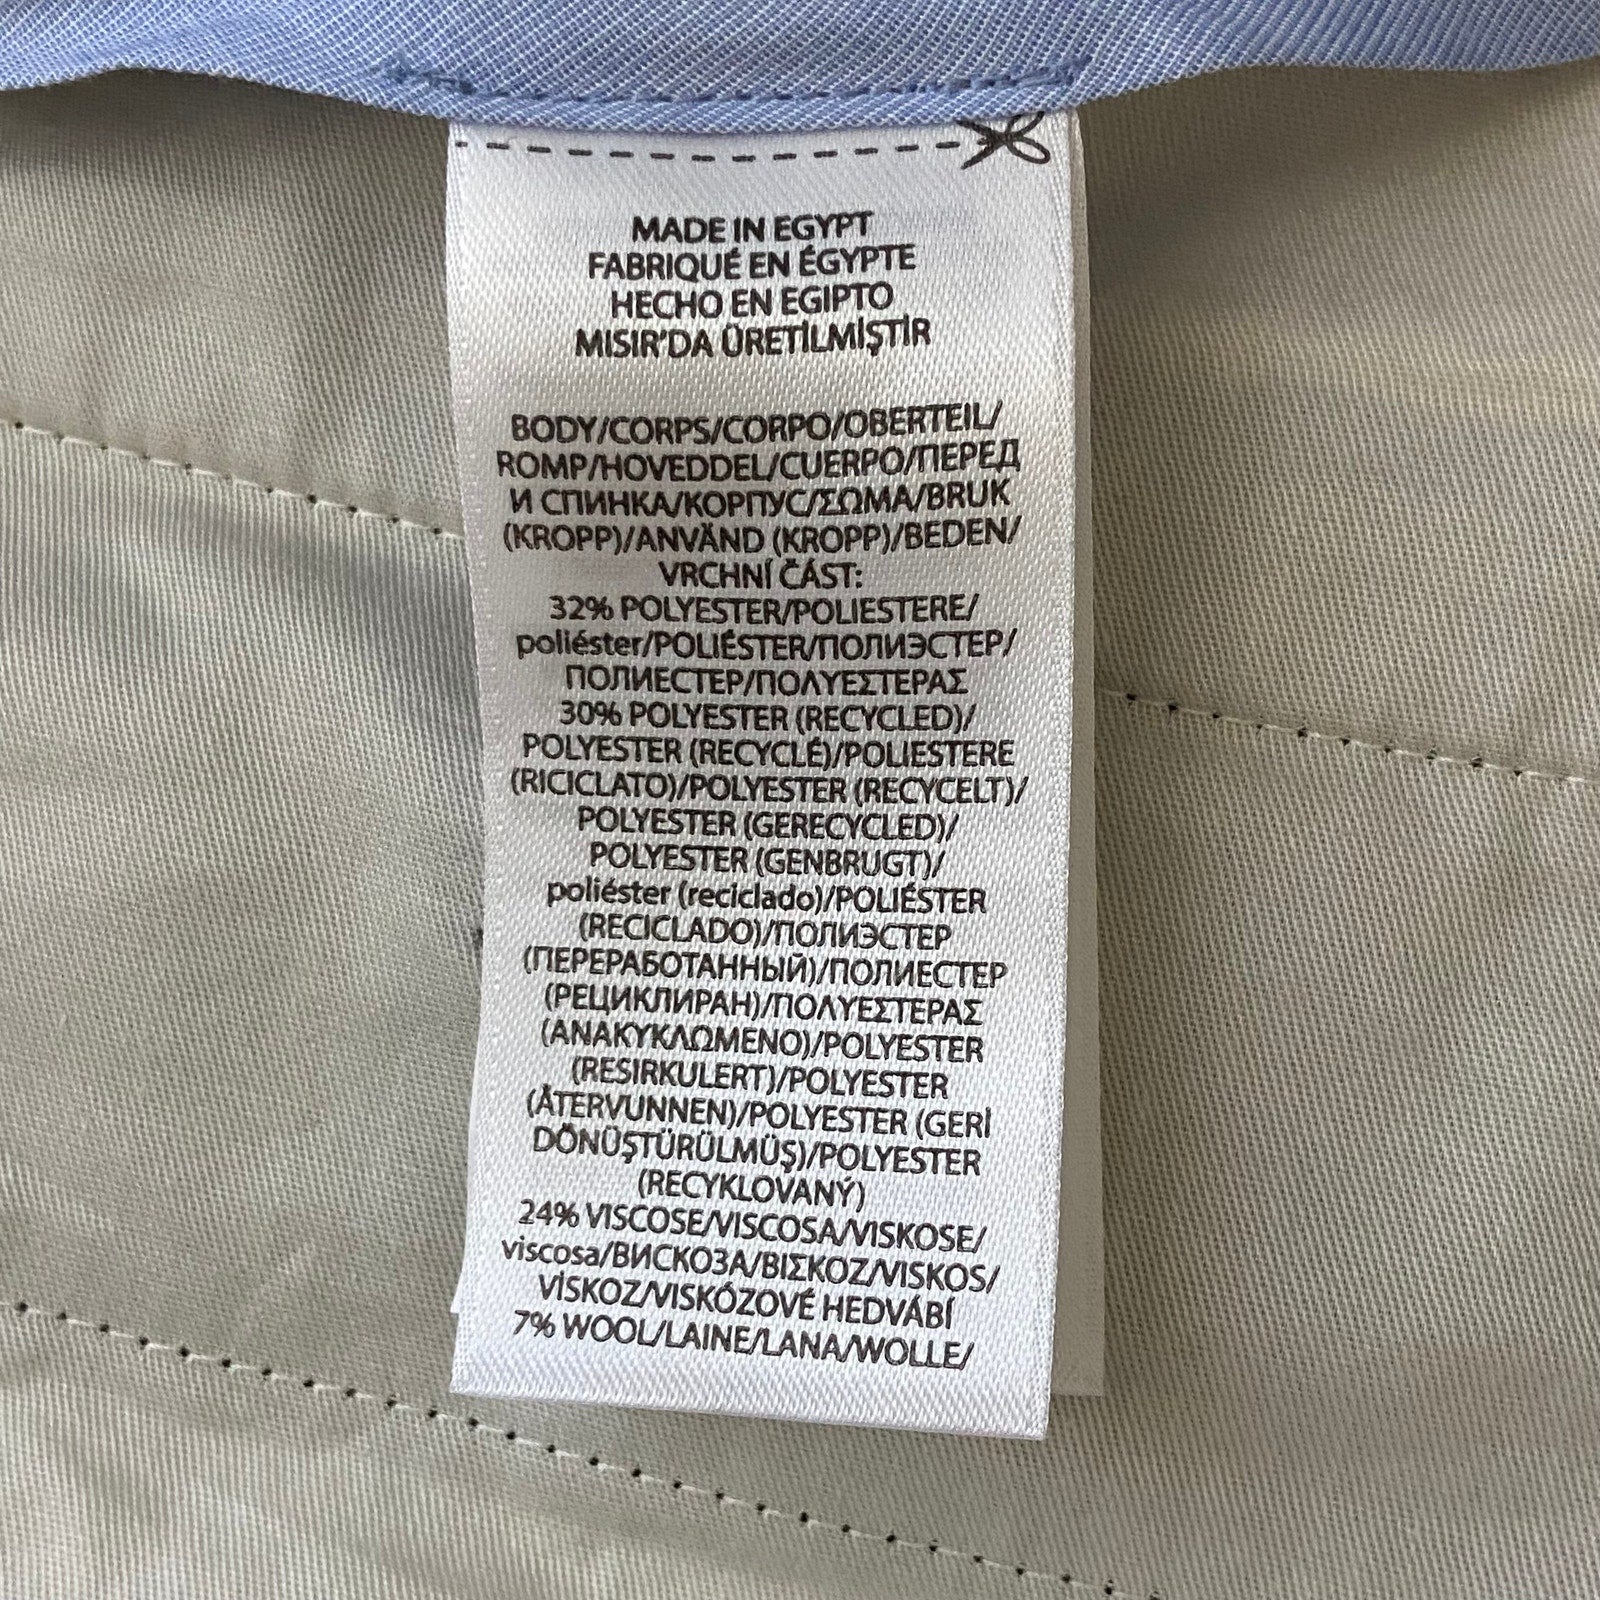 MADE IN EGYPT
FABRIQUÉ EN ÉGYPTE
HECHO EN EGIPTO
MISIR'DA ÜRETİLMİŞTİR
BODY/CORPS/CORPO/OBERTEIL/
ROMP/HOVEDDEL/CUERPO/ПЕРЕД
И СПИНКА/КОРПУС/ΣΩΜΑ/BRUK
(KROPP)/ANVÄND (KROPP)/BEDEN/
VRCHNÍ ČÁST:
32% POLYESTER/POLIESTERE/
poliéster/POLIÉSTER/ПОЛИЭСТЕР/
ПОЛИЕСТЕР/ΠΟΛΥΕΣΤΕΡΑΣ
30% POLYESTER (RECYCLED)/
POLYESTER (RECYCLÉ)/POLIESTERE
(RICICLATO)/POLYESTER (RECYCELT)/
POLYESTER (GERECYCLED)/
POLYESTER (GENBRUGT)/
poliéster (reciclado)/POLIÉSTER
(RECICLADO)/ПОЛИЭСТЕР
(ПЕРЕРАБОТАННЫЙ)/ПОЛИЕСТЕР
(РЕЦИКЛИРАН)/ΠΟΛΥΕΣΤΕΡΑΣ
(ΑΝΑΚΥΚΛΩΜΕΝΟ)/POLYESTER
(RESIRKULERT)/POLYESTER
(ÅTERVUNNEN)/POLYESTER (GERİ
DÖNÜŞTÜRÜLMÜŞ)/POLYESTER
(RECYKLOVANÝ)
24% VISCOSE/VISCOSA/VISKOSE/
viscosa/ВИСКОЗА/ΒΙΣΚΟΖ/VISKOS/
VİSKOZ/VISKÓZOVÉ HEDVÁBÍ
7% WOOL/LAINE/LANA/WOLLE/